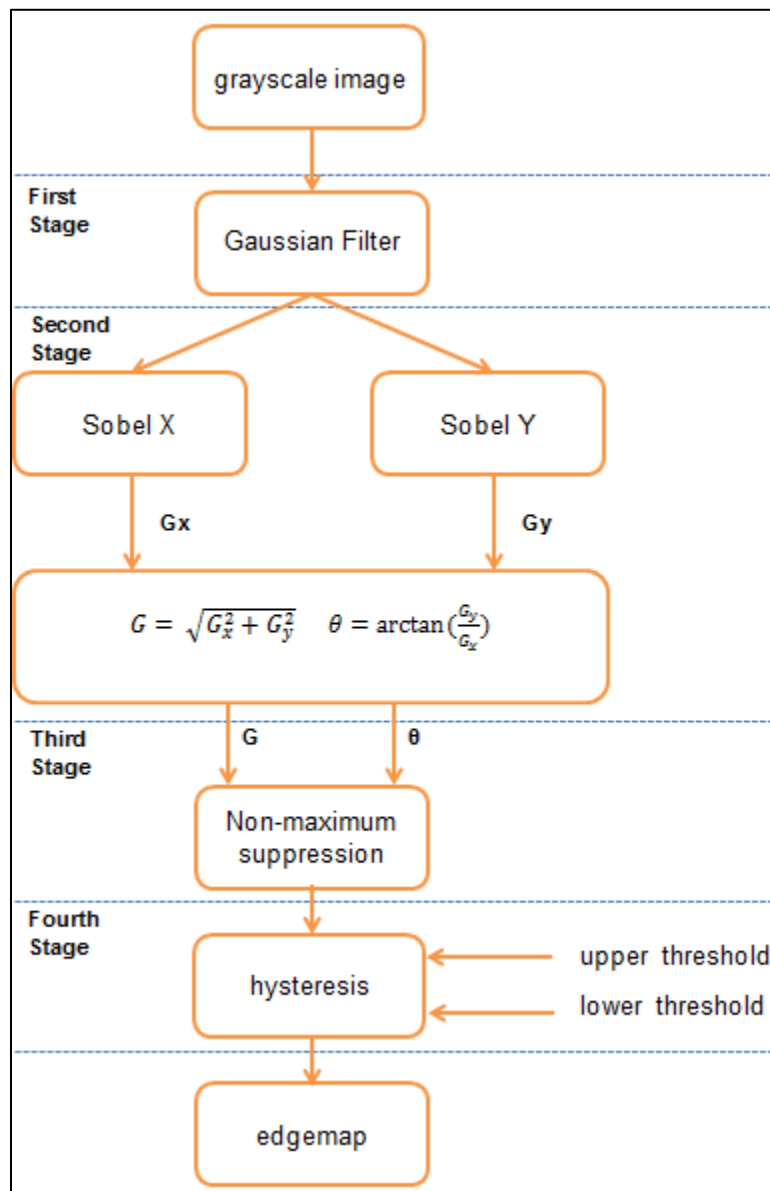 grayscale image
First
Stage
Gaussian Filter
Second
Stage
Sobel X
Sobel Y
Gx
Gy
G = √(G_x^2 + G_y^2) θ = arctan(G_y/G_x)
Third
Stage
G
θ
Non-maximum
suppression
Fourth
Stage
hysteresis
upper threshold
lower threshold
edgemap